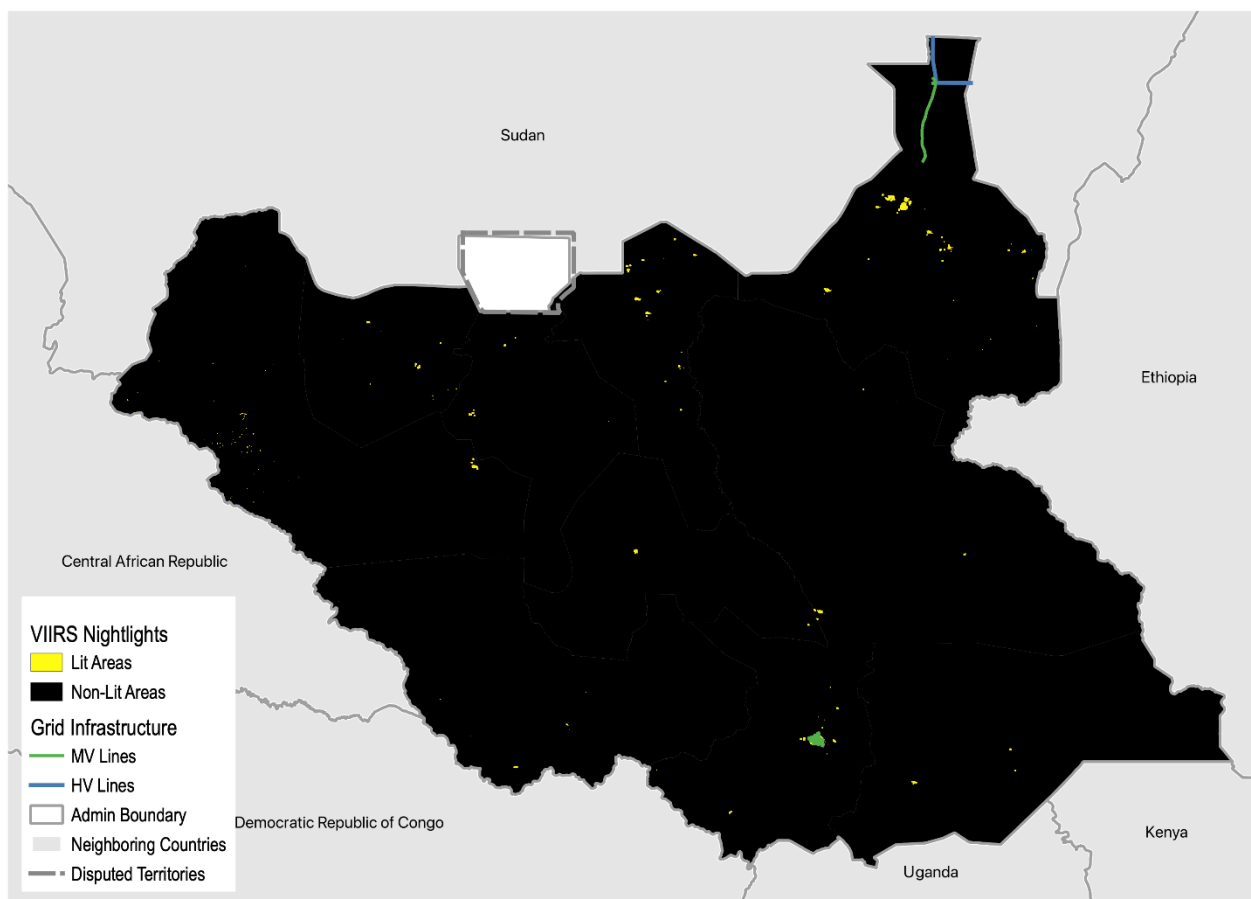 Sudan
Ethiopia
Central African Republic
VIIRS Nightlights
Lit Areas
Non-Lit Areas
Grid Infrastructure
MV Lines
HV Lines
Admin Boundary
Neighboring Countries
Disputed Territories
Democratic Republic of Congo
Kenya
Uganda